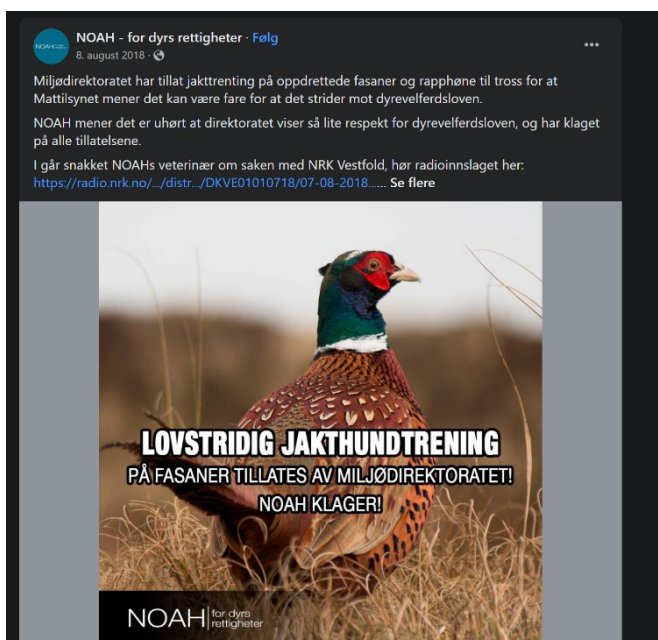 NOAH - for dyrs rettigheter · Følg
8. august 2018 ·
Miljødirektoratet har tillat jakttrenting på oppdrettede fasaner og rapphøne til tross for at
Mattilsynet mener det kan være fare for at det strider mot dyrevelferdsloven.
NOAH mener det er uhørt at direktoratet viser så lite respekt for dyrevelferdsloven, og har klaget
på alle tillatelsene.
I går snakket NOAHs veterinær om saken med NRK Vestfold, hør radioinnslaget her:
https://radio.nrk.no/.../distr.../DKVE01010718/07-08-2018...... Se flere
LOVSTRIDIG JAKTHUNDTRENING
PÅ FASANER TILLATES AV MILJØDIREKTORATET!
NOAH KLAGER!
NOAH for dyrs
rettigheter